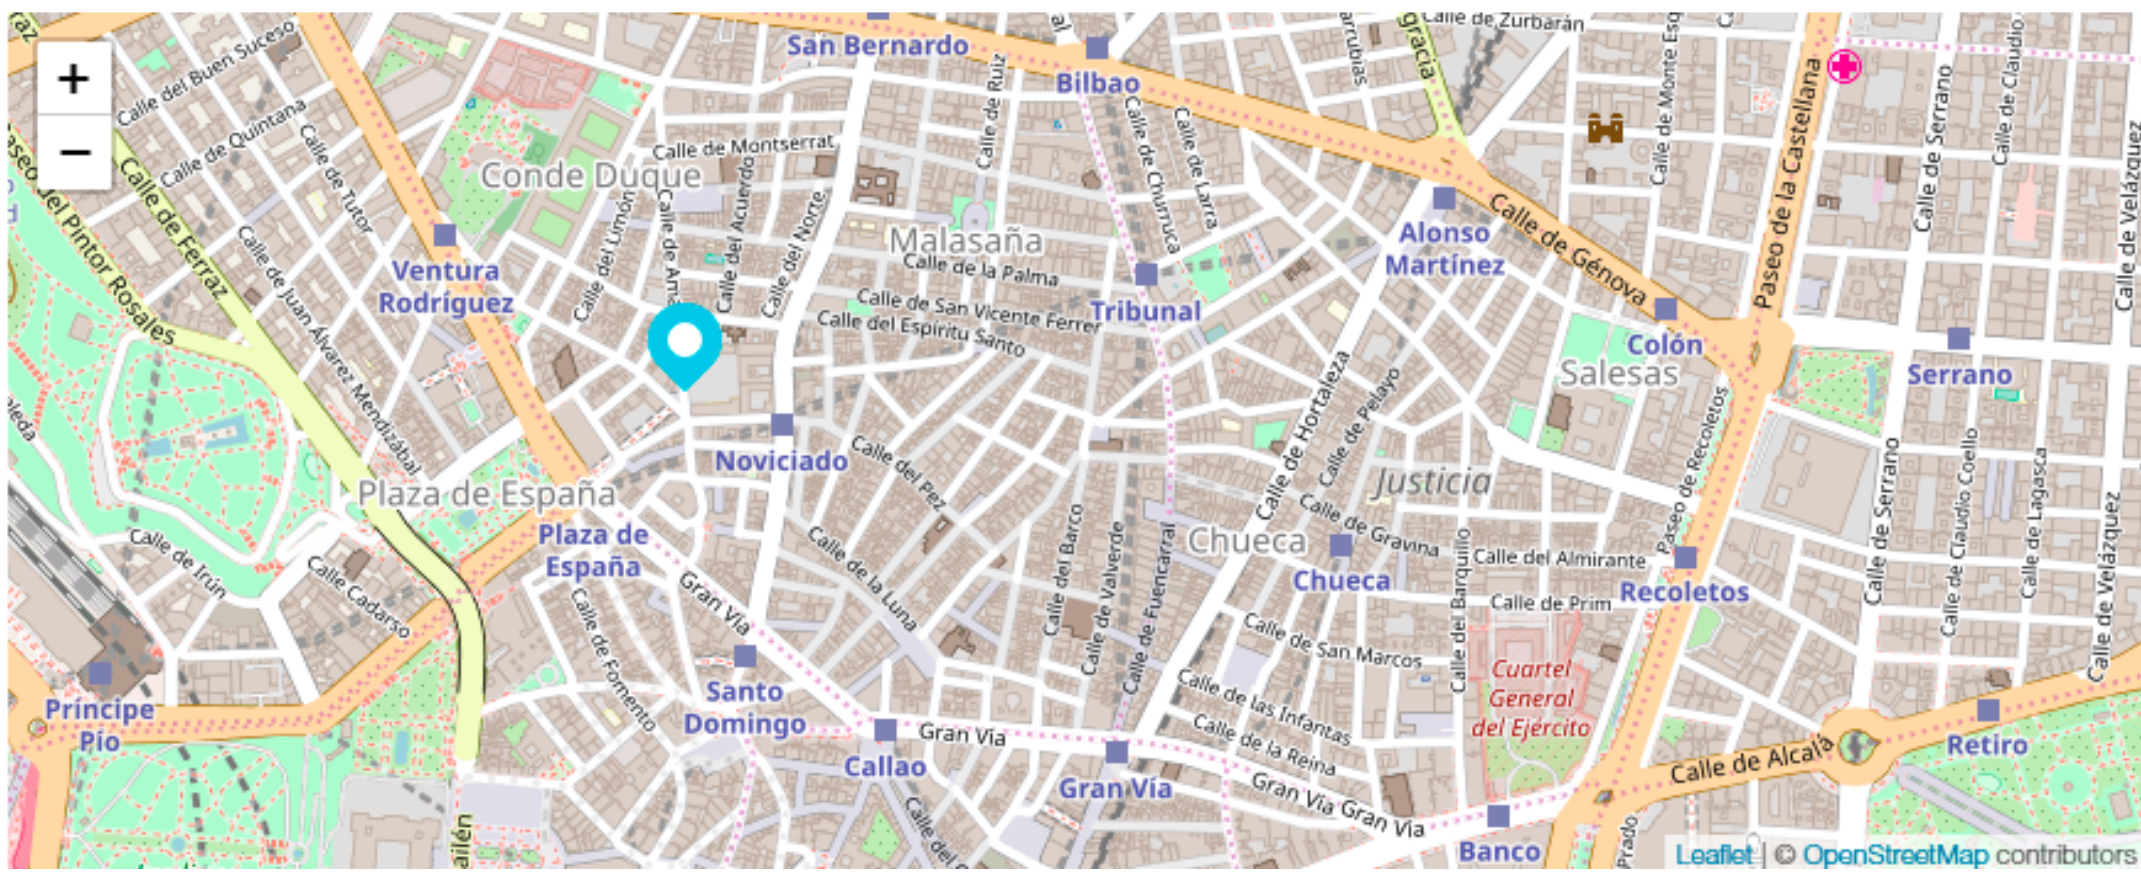 +
−
San Bernardo
Bilbao
Calle de Zurbarán
Calle del Buen Suceso
Calle de Quintana
Calle de Tutor
Calle de Ferraz
Calle de Juan Álvarez Mendizábal
Conde Duque
Ventura
Rodríguez
Calle de Montserrat
Calle del Limón
Calle del Acuerdo
Calle del Norte
Calle de Ruiz
Malasaña
Calle de la Palma
Calle de San Vicente Ferrer
Calle del Espíritu Santo
Calle de Churruca
Calle de Larra
Tribunal
Alonso
Martínez
Calle de Génova
Colón
Paseo de la Castellana
Calle de Serrano
Calle de Claudio
Calle de Velázquez
Salesas
Serrano
Noviciado
Calle del Pez
Calle de Hortaleza
Calle de Pelayo
Justicia
Paseo de Recoletos
Plaza de España
Plaza de
España
Calle de Irún
Calle Cadarso
Gran Vía
Calle de la Luna
Calle de Fomento
Calle del Barco
Calle de Valverde
Calle de Fuencarral
Chueca
Chueca
Calle de Gravina
Calle del Almirante
Calle de Prim
Calle del Barquillo
Recoletos
Calle de Serrano
Calle de Claudio Coello
Calle de Lagasca
Calle de Velázquez
Calle de San Marcos
Calle de las Infantas
Calle de la Reina
Cuartel
General
del Ejército
Príncipe
Pío
Santo
Domingo
Callao
Gran Vía
Gran Vía
Gran Vía Gran Vía
Calle de Alcalá
Retiro
Banco
Prado
Leaflet | © OpenStreetMap contributors